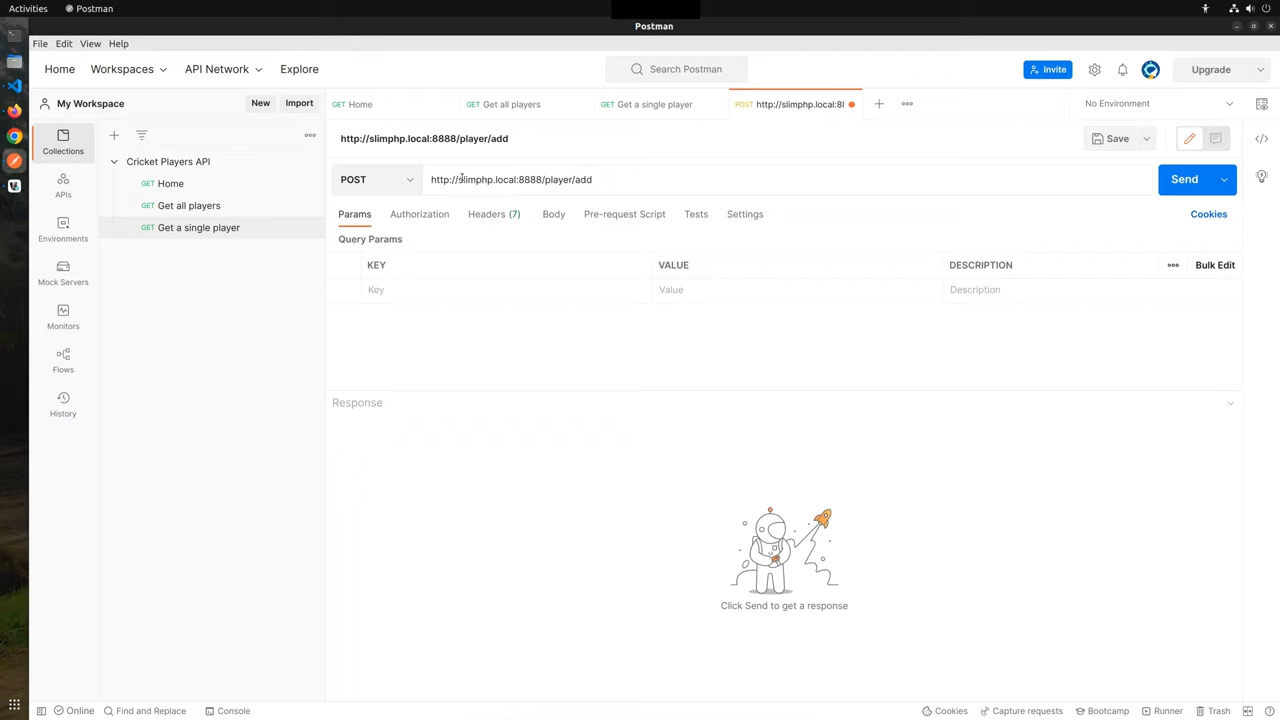 Activities Postman
Postman
File Edit View Help
Home Workspaces API Network Explore Search Postman Invite Upgrade
My Workspace New Import GET Home GET Get all players GET Get a single player POST http://slimphp.local:8 No Environment
Collections
APIs
Environments
Mock Servers
Monitors
Flows
History
Cricket Players API
GET Home
GET Get all players
GET Get a single player
http://slimphp.local:8888/player/add Save
POST http://slimphp.local:8888/player/add Send
Params Authorization Headers (7) Body Pre-request Script Tests Settings Cookies
Query Params
KEY VALUE DESCRIPTION Bulk Edit
Key Value Description
Response
Click Send to get a response
Online Find and Replace Console Cookies Capture requests Bootcamp Runner Trash